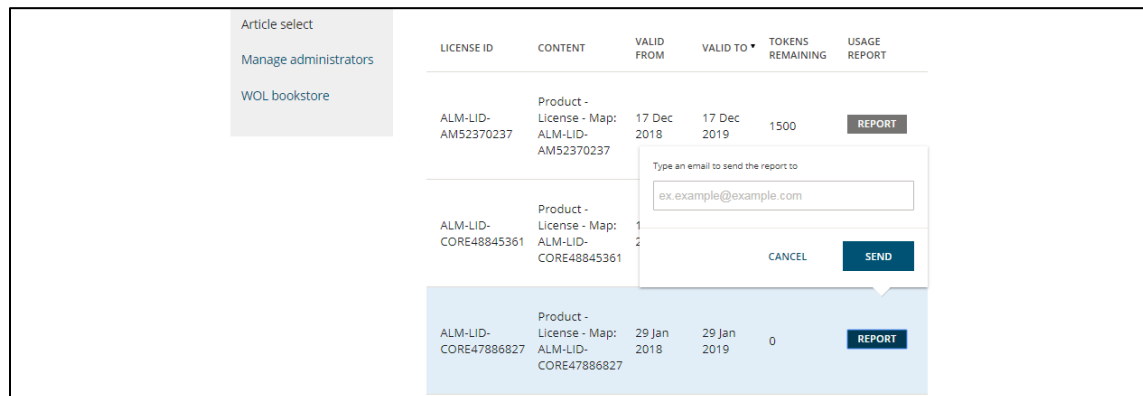 Article select
Manage administrators
WOL bookstore
LICENSE ID CONTENT VALID FROM VALID TO TOKENS REMAINING USAGE REPORT
ALM-LID-
AM52370237
Product -
License - Map:
ALM-LID-
AM52370237
17 Dec
2018
17 Dec
2019
1500
REPORT
Type an email to send the report to
ex.example@example.com
CANCEL
SEND
ALM-LID-
CORE48845361
Product -
License - Map:
ALM-LID-
CORE48845361
ALM-LID-
CORE47886827
Product -
License - Map:
ALM-LID-
CORE47886827
29 Jan
2018
29 Jan
2019
0
REPORT